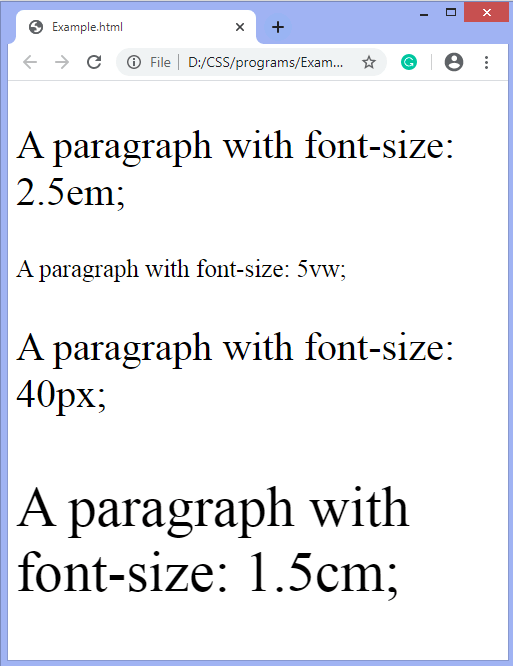 Example.html
File
D:/CSS/programs/Exam...
A paragraph with font-size:
2.5em;
A paragraph with font-size: 5vw;
A paragraph with font-size:
40px;
A paragraph with
font-size: 1.5cm;